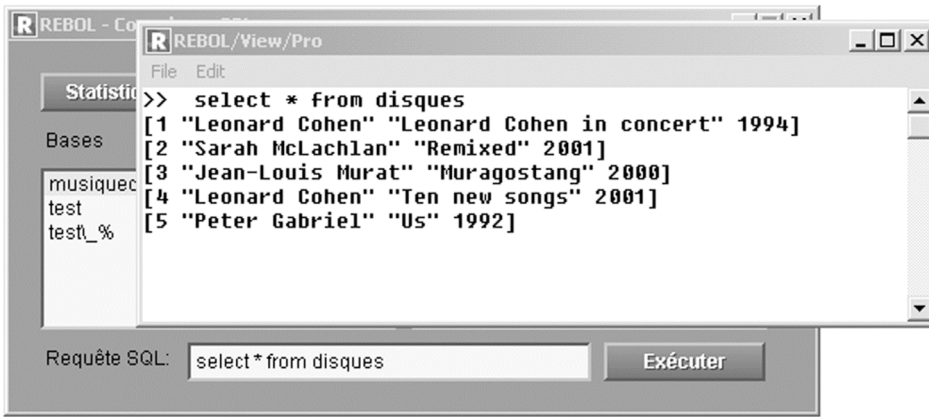 REBOL - Co
REBOL/View/Pro
File Edit
Statistiq
>> select * from disques
[1 "Leonard Cohen" "Leonard Cohen in concert" 1994]
Bases
[2 "Sarah McLachlan" "Remixed" 2001]
[3 "Jean-Louis Murat" "Muragostang" 2000]
musiquec
[4 "Leonard Cohen" "Ten new songs" 2001]
test
[5 "Peter Gabriel" "Us" 1992]
test\_%
Requête SQL: select * from disques Exécuter